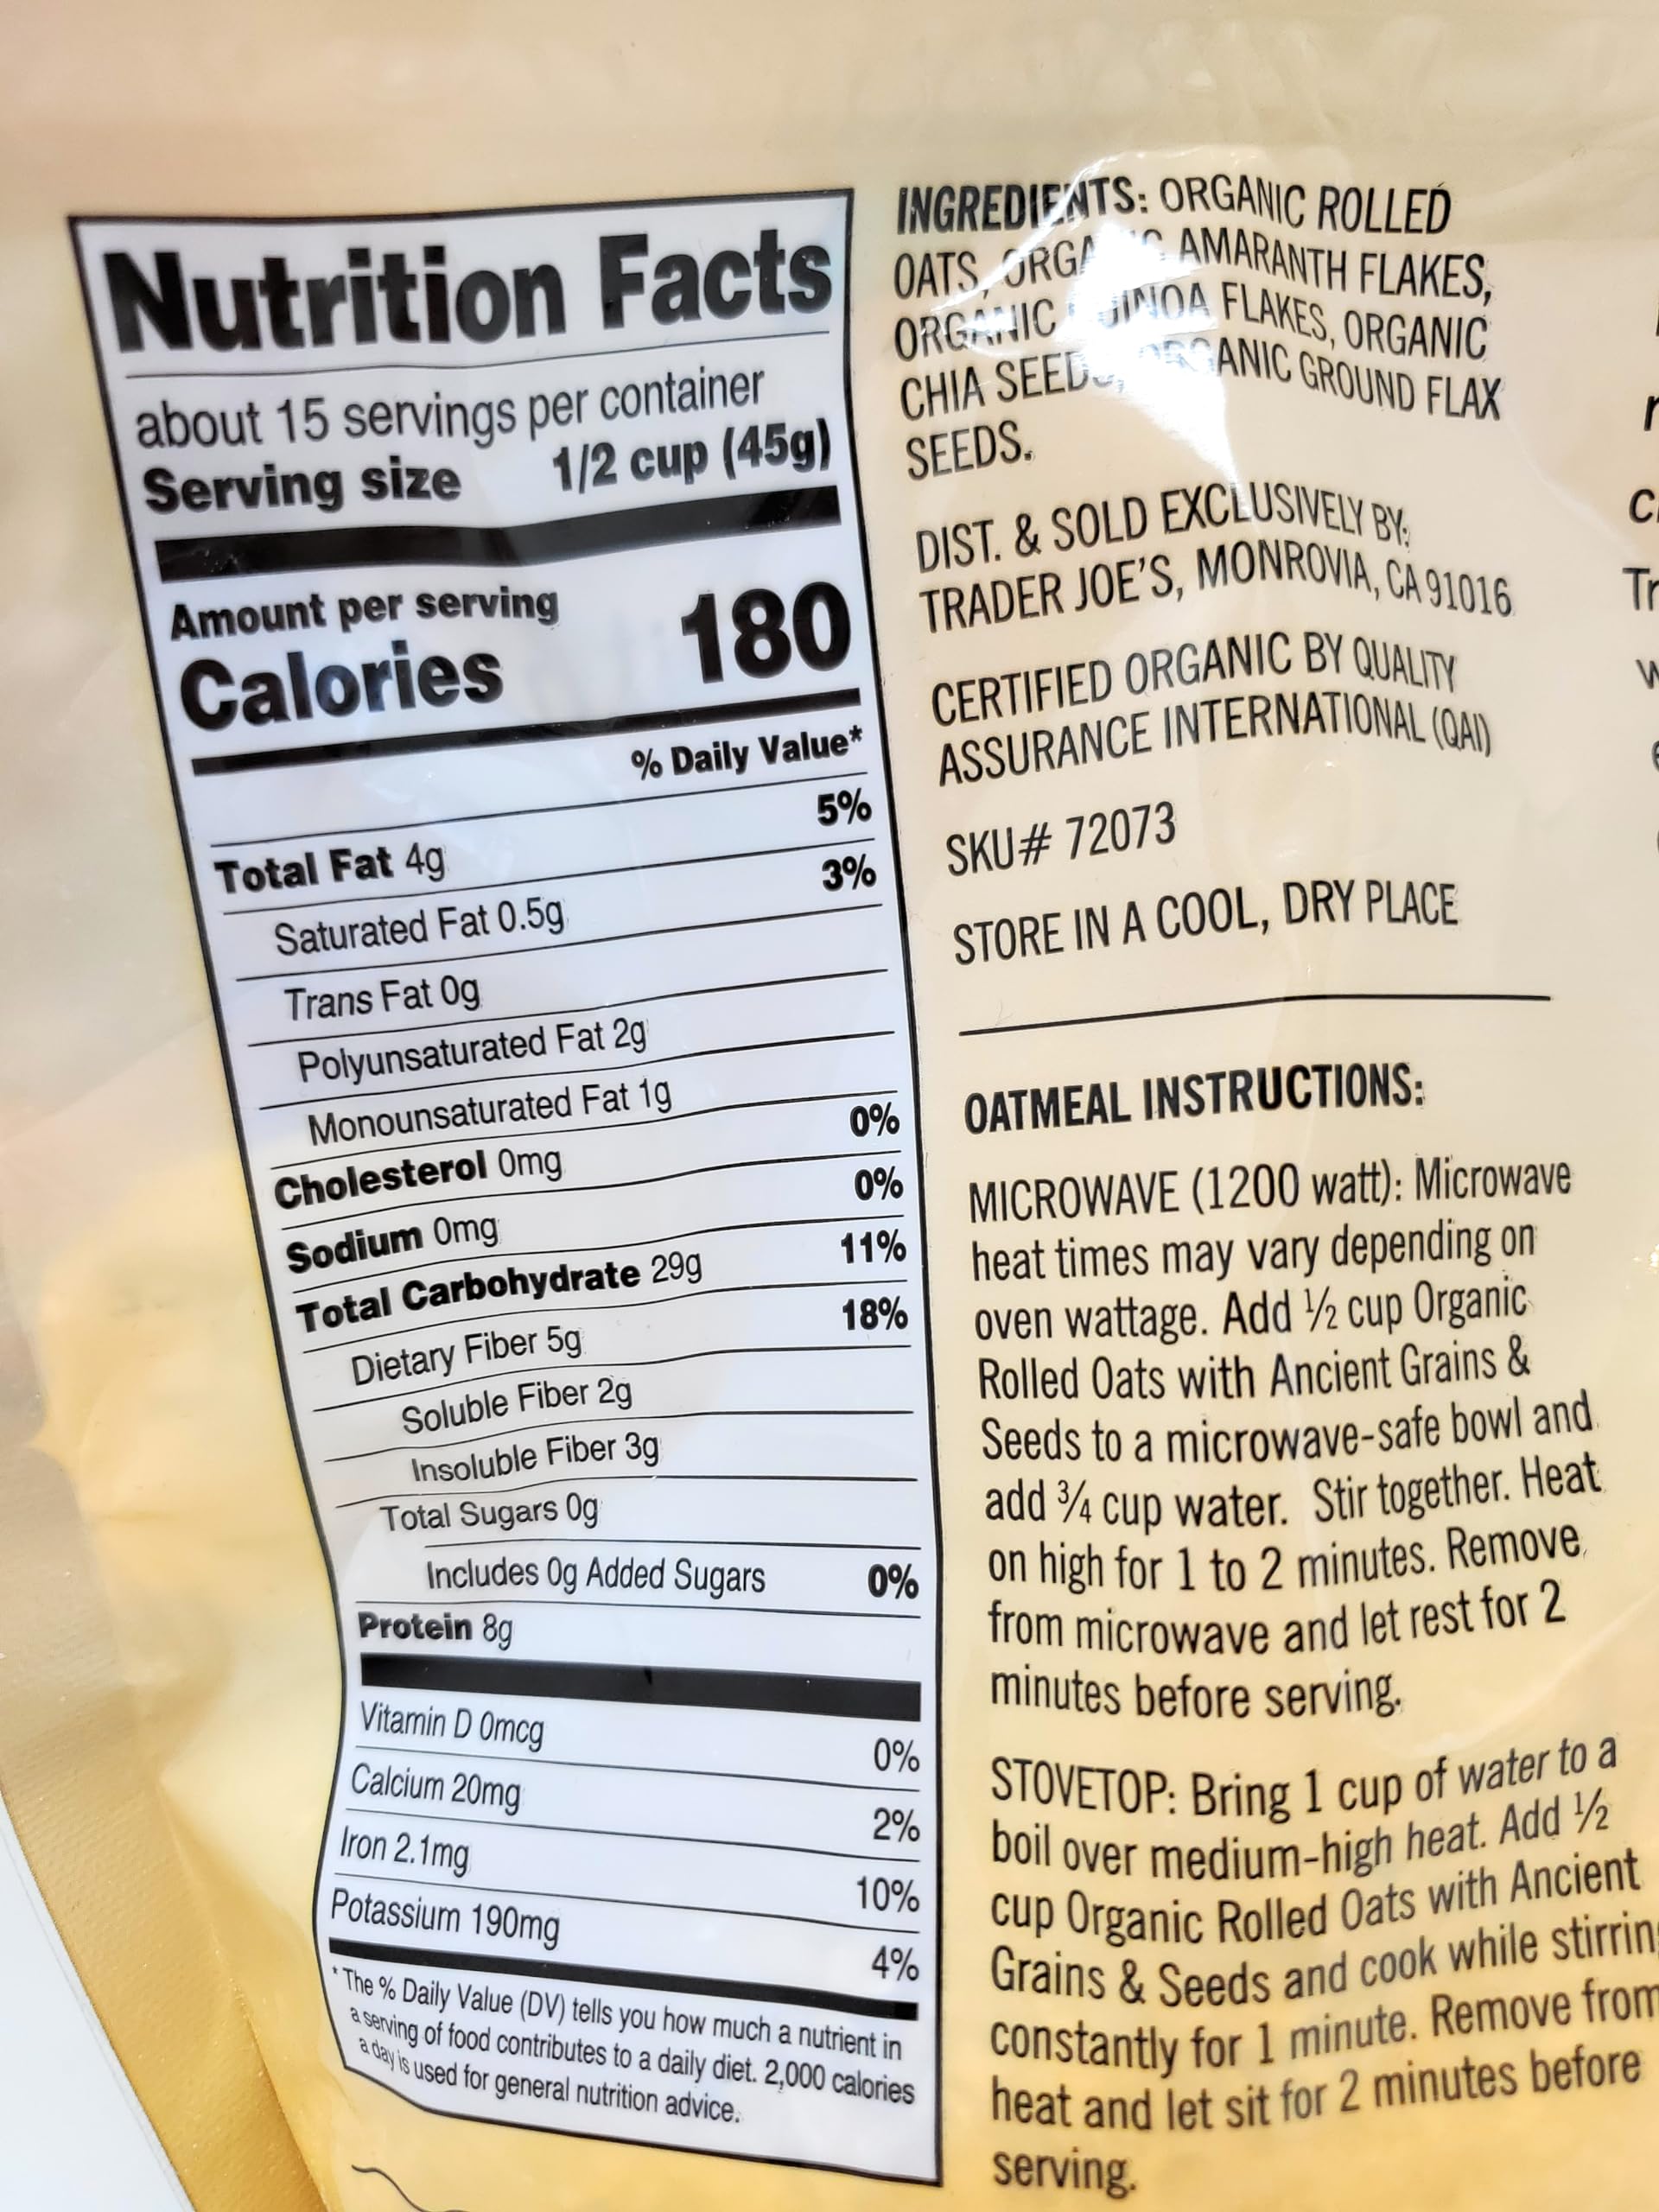 Nutrition Facts
about 15 servings per container
Serving size 1/2 cup (45g)
Amount per serving
Calories 180
% Daily Value*
Total Fat 4g 5%
Saturated Fat 0.5g 3%
Trans Fat 0g
Polyunsaturated Fat 2g
Monounsaturated Fat 1g
Cholesterol 0mg 0%
Sodium 0mg 0%
Total Carbohydrate 29g 11%
Dietary Fiber 5g 18%
Soluble Fiber 2g
Insoluble Fiber 3g
Total Sugars 0g
Includes 0g Added Sugars 0%
Protein 8g
Vitamin D 0mcg 0%
Calcium 20mg 2%
Iron 2.1mg 10%
Potassium 190mg 4%
* The % Daily Value (DV) tells you how much a nutrient in
a serving of food contributes to a daily diet. 2,000 calories
a day is used for general nutrition advice.
INGREDIENTS: ORGANIC ROLLED
OATS, ORGANIC AMARANTH FLAKES,
ORGANIC QUINOA FLAKES, ORGANIC
CHIA SEEDS, ORGANIC GROUND FLAX
SEEDS.
DIST. & SOLD EXCLUSIVELY BY:
TRADER JOE'S, MONROVIA, CA 91016
CERTIFIED ORGANIC BY QUALITY
ASSURANCE INTERNATIONAL (QAI)
SKU# 72073
STORE IN A COOL, DRY PLACE
OATMEAL INSTRUCTIONS:
MICROWAVE (1200 watt): Microwave
heat times may vary depending on
oven wattage. Add ½ cup Organic
Rolled Oats with Ancient Grains &
Seeds to a microwave-safe bowl and
add ¾ cup water. Stir together. Heat
on high for 1 to 2 minutes. Remove
from microwave and let rest for 2
minutes before serving.
STOVETOP: Bring 1 cup of water to a
boil over medium-high heat. Add ½
cup Organic Rolled Oats with Ancient
Grains & Seeds and cook while stirrin
constantly for 1 minute. Remove from
heat and let sit for 2 minutes before
serving.